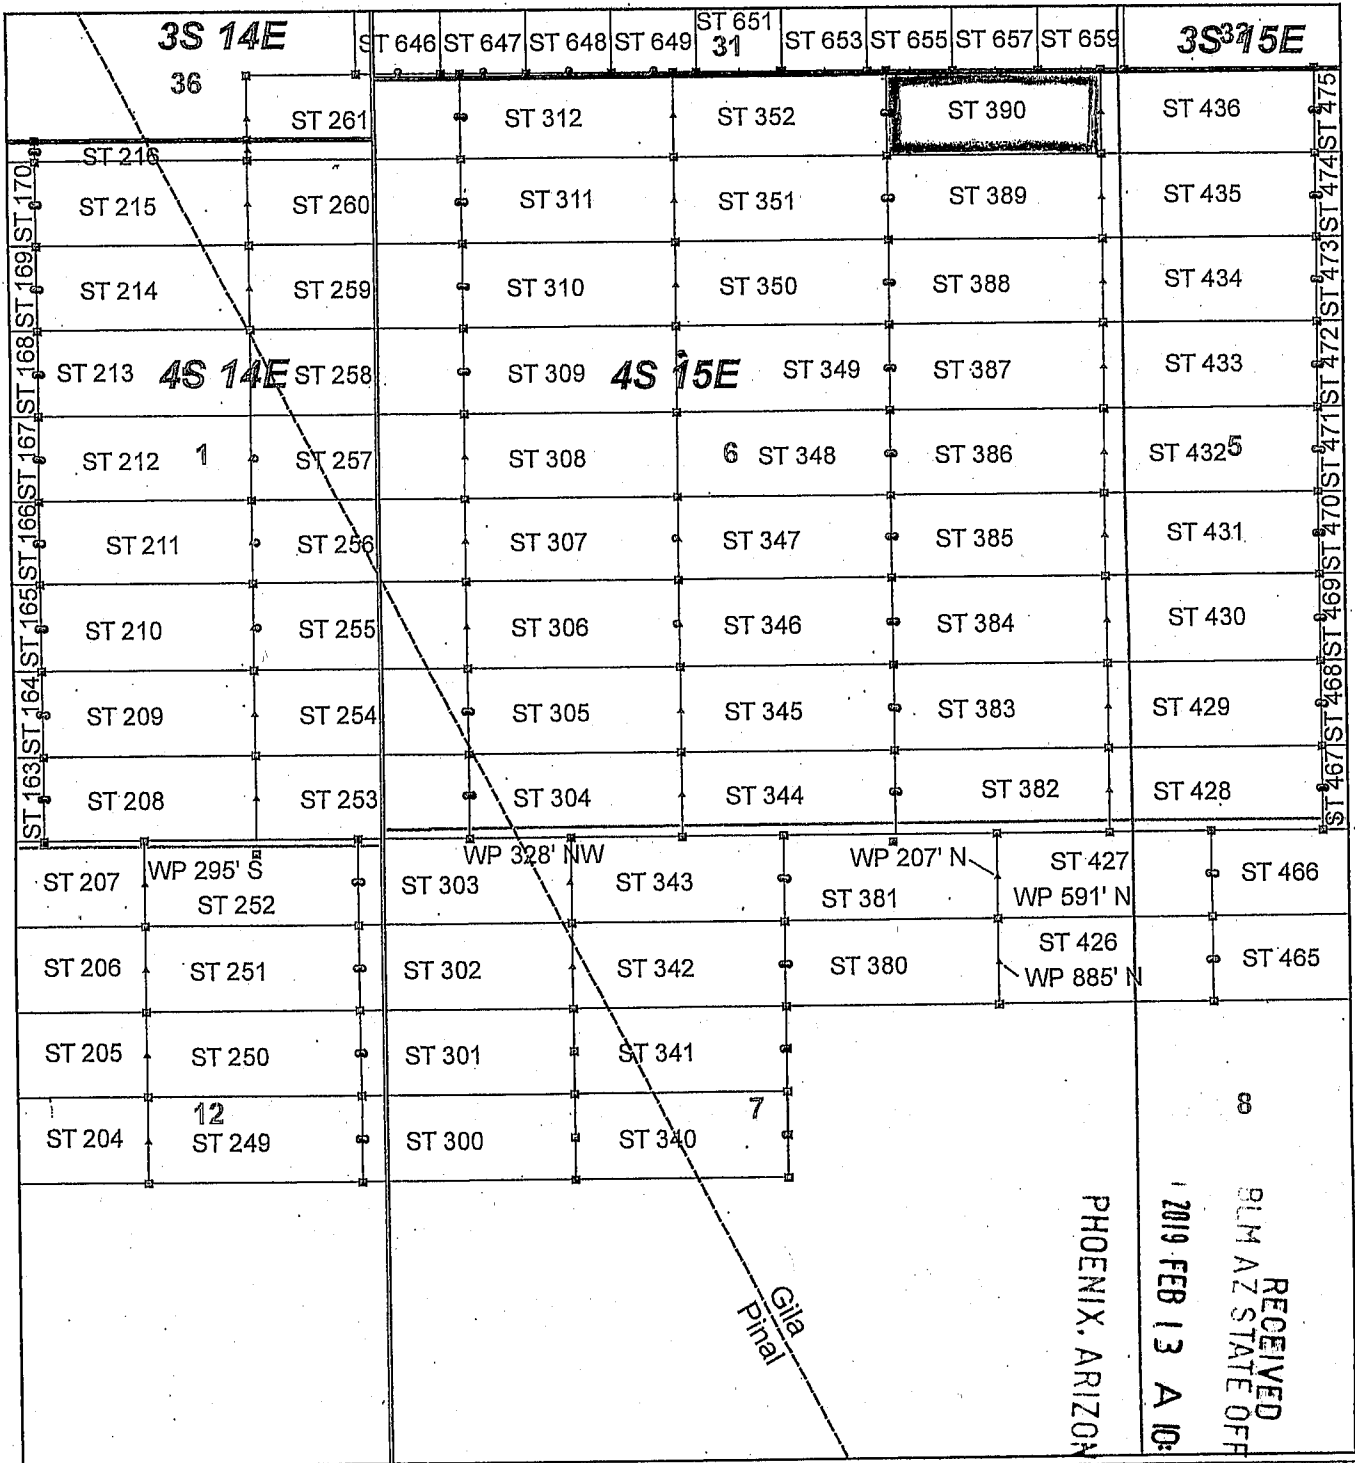 3S 14E ST 646 ST 647 ST 648 ST 649 ST 651 ST 653 ST 655 ST 657 ST 659 3S 15E
36 31 32
ST 261 ST 312 ST 352 ST 390 ST 436 ST 475
ST 216
ST 170 ST 215 ST 260 ST 311 ST 351 ST 389 ST 435 ST 474
ST 169 ST 214 ST 259 ST 310 ST 350 ST 388 ST 434 ST 473
ST 168 ST 213 4S 14E ST 258 ST 309 4S 15E ST 349 ST 387 ST 433 ST 472
ST 167 ST 212 1 ST 257 ST 308 6 ST 348 ST 386 ST 432 5 ST 471
ST 166 ST 211 ST 256 ST 307 ST 347 ST 385 ST 431 ST 470
ST 165 ST 210 ST 255 ST 306 ST 346 ST 384 ST 430 ST 469
ST 164 ST 209 ST 254 ST 305 ST 345 ST 383 ST 429 ST 468
ST 163 ST 208 ST 253 ST 304 ST 344 ST 382 ST 428 ST 467
WP 295' S WP 328' NW WP 207' N ST 427
ST 207 ST 252 ST 303 ST 343 ST 381 WP 591' N ST 466
ST 206 ST 251 ST 302 ST 342 ST 380 ST 426 ST 465
WP 885' N
ST 205 ST 250 ST 301 ST 341
12 7 8
ST 204 ST 249 ST 300 ST 340
Gila
Pinal
RECEIVED
BLM AZ STATE OFF
2019 FEB 13 A 10:
PHOENIX, ARIZON